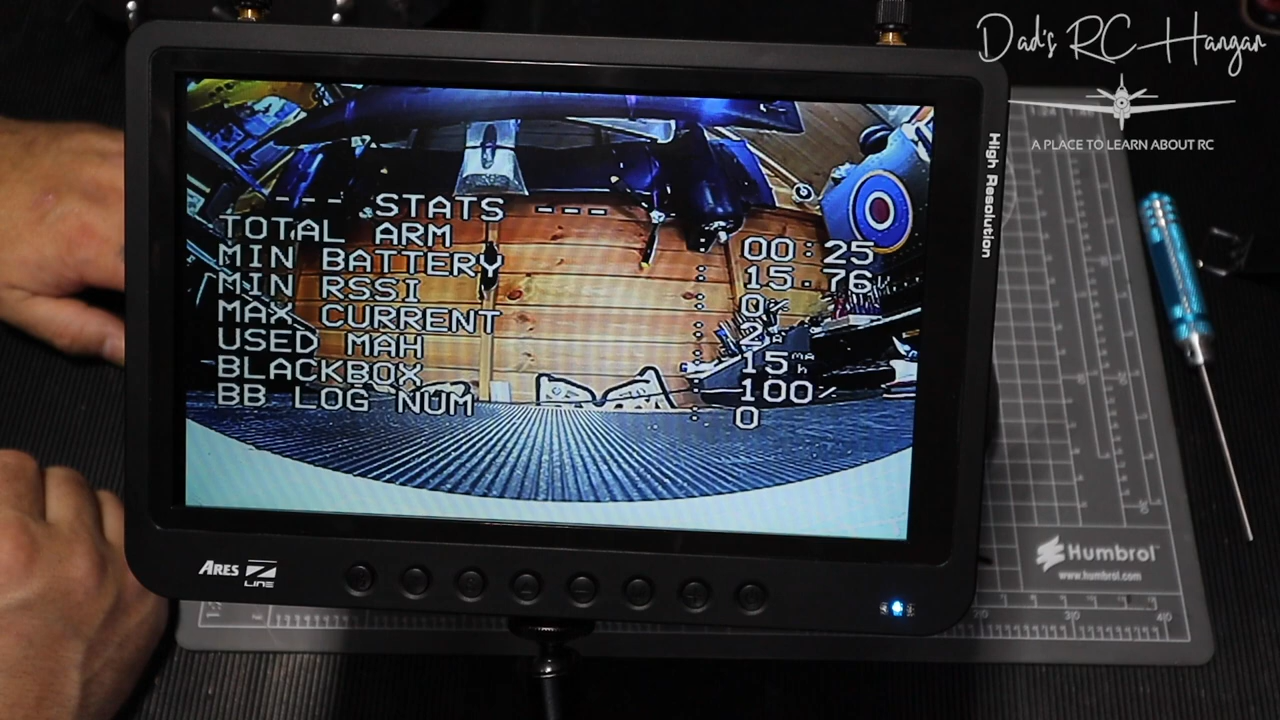 Dad's RC Hangar
A PLACE TO LEARN ABOUT RC
High Resolution
--- STATS ---
TOTAL ARM : 00:25
MIN BATTERY : 15.76V
MIN RSSI : 0%
MAX CURRENT : 2A
USED MAH : 15mAh
BLACKBOX : 100%
BB LOG NUM : 0
ARES LINE
Humbrol
www.humbrol.com